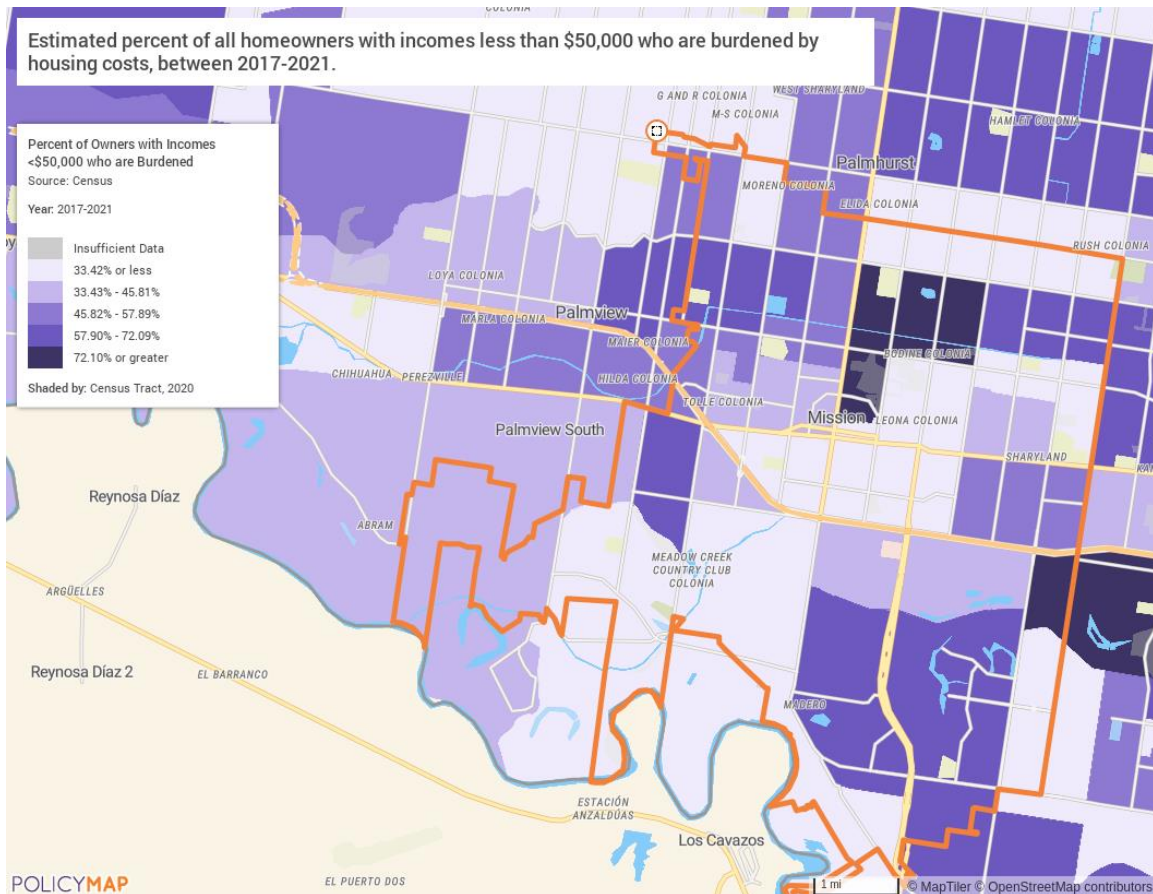 COLONIA
Estimated percent of all homeowners with incomes less than $50,000 who are burdened by
housing costs, between 2017-2021.
G AND R COLONIA
WEST SHARYLAND
M-S COLONIA
HAMLET COLONIA
Percent of Owners with Incomes
<$50,000 who are Burdened
Source: Census
Year: 2017-2021
Insufficient Data
33.42% or less
33.43% - 45.81%
45.82% - 57.89%
57.90% - 72.09%
72.10% or greater
Shaded by: Census Tract, 2020
Palmhurst
MORENO COLONIA
ELIDA COLONIA
RUSH COLONIA
LOYA COLONIA
Palmview
MARLA COLONIA
MAIER COLONIA
BODINE COLONIA
CHIHUAHUA
PEREZVILLE
HILDA COLONIA
TOLLE COLONIA
Mission
LEONA COLONIA
Palmview South
SHARYLAND
Reynosa Díaz
ABRAM
MEADOW CREEK
COUNTRY CLUB
COLONIA
ARGÜELLES
Reynosa Díaz 2
EL BARRANCO
MADERO
ESTACIÓN
ANZALDÚAS
Los Cavazos
EL PUERTO DOS
POLICYMAP
1 mi
© MapTiler © OpenStreetMap contributors